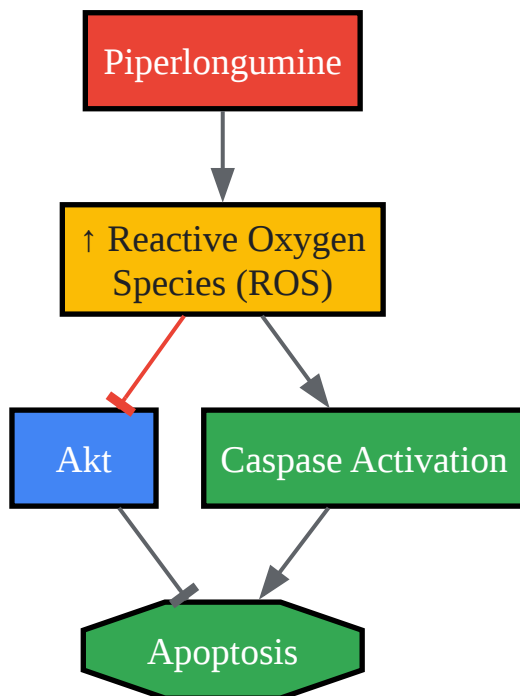 Piperlongumine
↑ Reactive Oxygen
Species (ROS)
Akt
Caspase Activation
Apoptosis